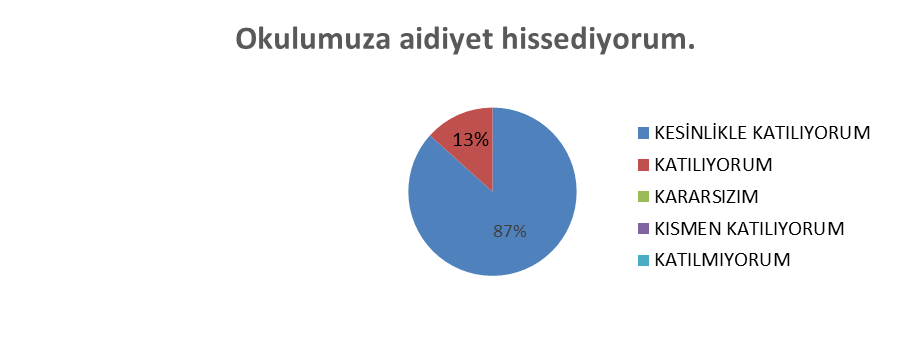 Okulumuza aidiyet hissediyorum.
13%
87%
KESİNLİKLE KATILIYORUM
KATILIYORUM
KARARSIZIM
KISMEN KATILIYORUM
KATILMIYORUM